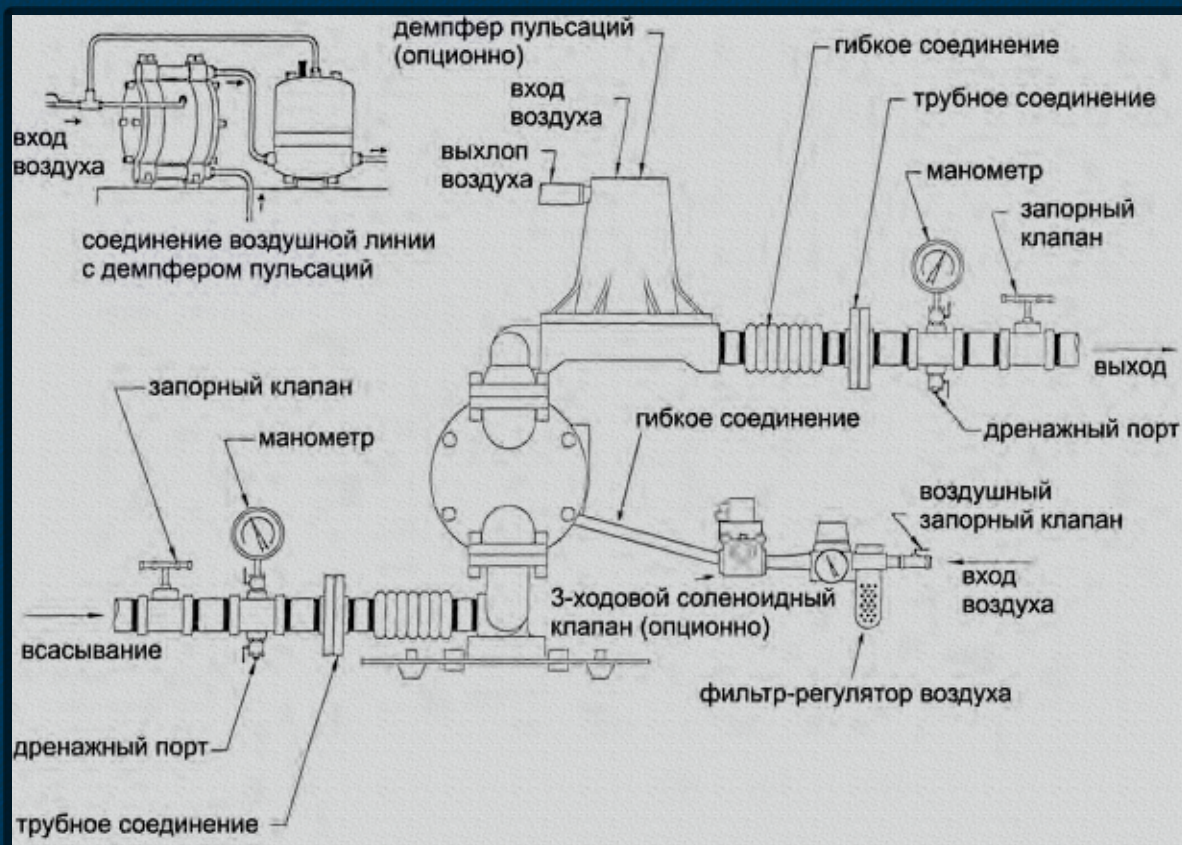 демпфер пульсаций
(опционно)
гибкое соединение
вход
воздуха
трубное соединение
вход
воздуха
выхлоп
воздуха
манометр
запорный
клапан
соединение воздушной линии
с демпфером пульсаций
выход
запорный клапан
гибкое соединение
дренажный порт
манометр
воздушный
запорный клапан
вход
воздуха
3-ходовой соленоидный
клапан (опционно)
всасывание
фильтр-регулятор воздуха
дренажный порт
трубное соединение